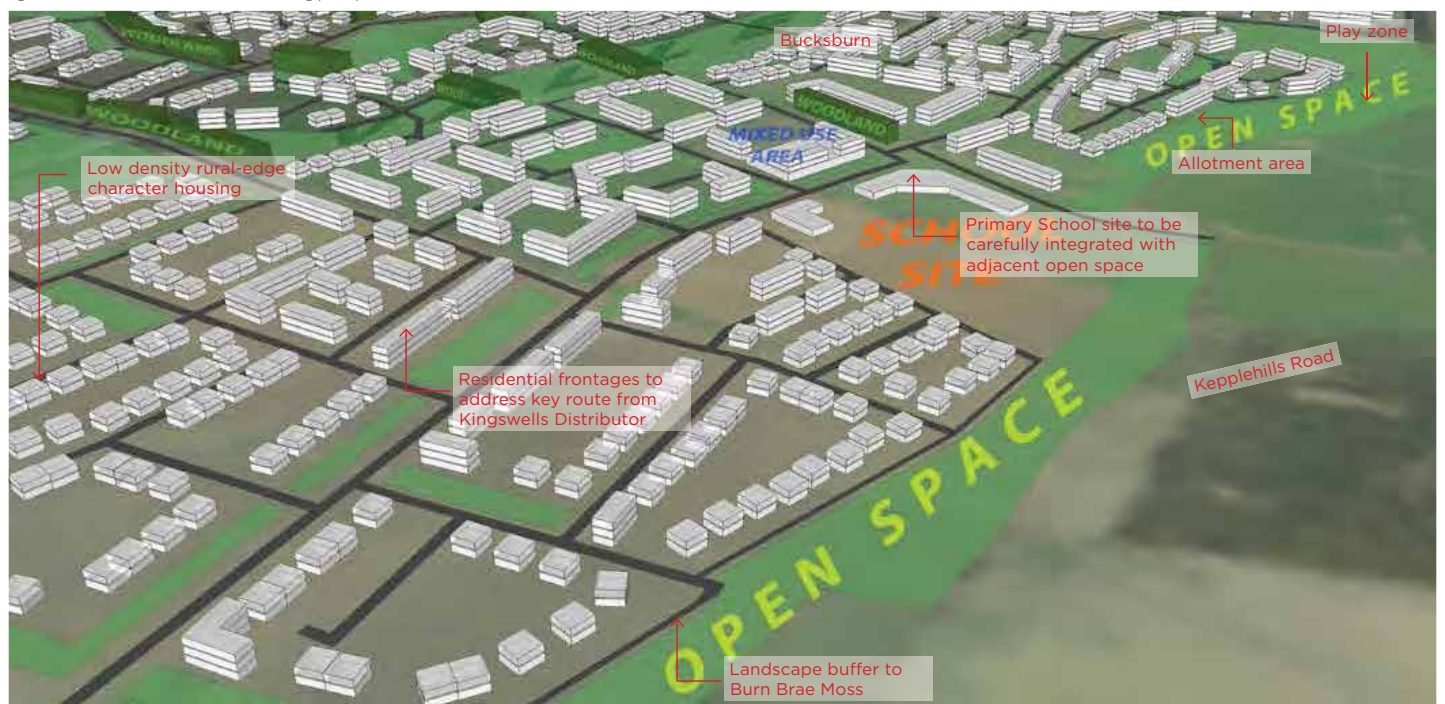 Bucksburn
Play zone
WOODLAND
WOODLAND
WOODLAND
WOODLAND
MIXED USE
AREA
OPEN SPACE
Allotment area
Low density rural-edge
character housing
Primary School site to be
carefully integrated with
adjacent open space
SITE
Kepplehills Road
Residential frontages to
address key route from
Kingswells Distributor
OPEN SPACE
Landscape buffer to
Burn Brae Moss